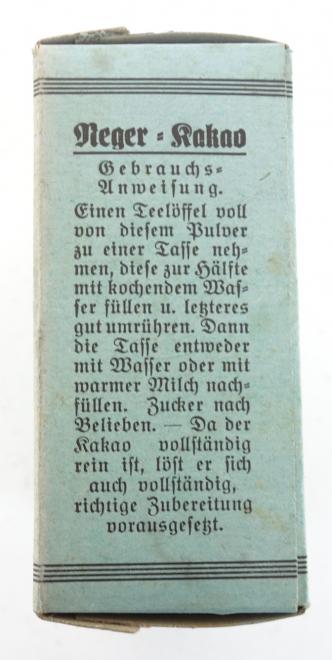 Neger = Kakao
Gebrauchs=
Anweisung.
Einen Teelöffel voll
von diesem Pulver
zu einer Tasse neh=
men, diese zur Hälfte
mit kochendem Was=
ser füllen u. letzteres
gut umrühren. Dann
die Tasse entweder
mit Wasser oder mit
warmer Milch nach=
füllen. Zucker nach
Belieben. — Da der
Kakao vollständig
rein ist, löst er sich
auch vollständig,
richtige Zubereitung
vorausgesetzt.